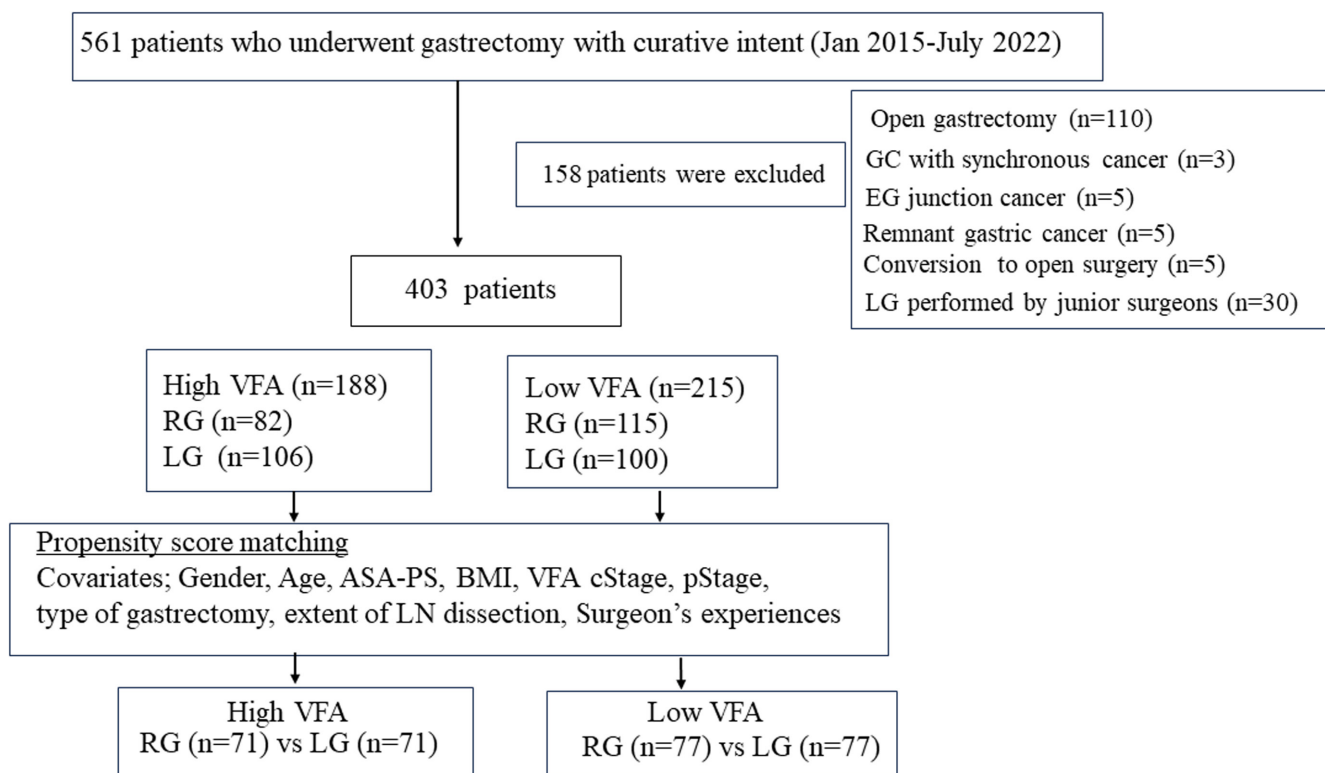 561 patients who underwent gastrectomy with curative intent (Jan 2015-July 2022)
158 patients were excluded
Open gastrectomy (n=110)
GC with synchronous cancer (n=3)
EG junction cancer (n=5)
Remnant gastric cancer (n=5)
Conversion to open surgery (n=5)
LG performed by junior surgeons (n=30)
403 patients
High VFA (n=188)
RG (n=82)
LG (n=106)
Low VFA (n=215)
RG (n=115)
LG (n=100)
Propensity score matching
Covariates; Gender, Age, ASA-PS, BMI, VFA cStage, pStage,
type of gastrectomy, extent of LN dissection, Surgeon's experiences
High VFA
RG (n=71) vs LG (n=71)
Low VFA
RG (n=77) vs LG (n=77)